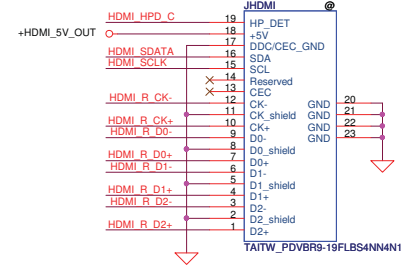 JHDMI @
HDMI_HPD_C 19 HP_DET
+HDMI_5V_OUT 18 +5V
17 DDC/CEC_GND
HDMI_SDATA 16 SDA
HDMI_SCLK 15 SCL
14 Reserved
13 CEC
HDMI_R_CK- 12 CK- GND 20
11 CK_shield GND 21
HDMI_R_CK+ 10 CK+ GND 22
HDMI_R_D0- 9 D0- GND 23
8 D0_shield
HDMI_R_D0+ 7 D0+
HDMI_R_D1- 6 D1-
5 D1_shield
HDMI_R_D1+ 4 D1+
HDMI_R_D2- 3 D2-
2 D2_shield
HDMI_R_D2+ 1 D2+
TAITW_PDVBR9-19FLBS4NN4N1